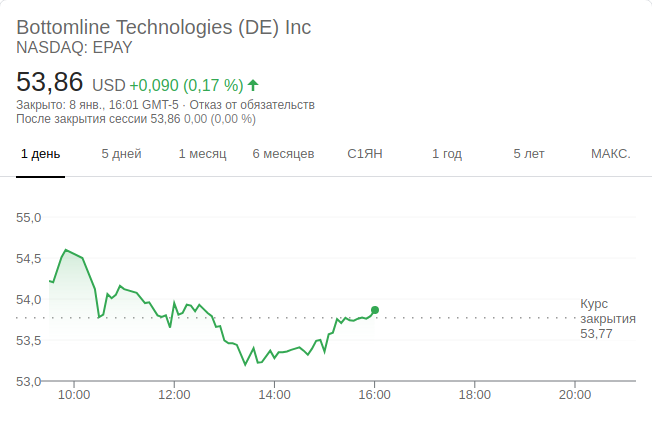 Bottomline Technologies (DE) Inc
NASDAQ: EPAY
53,86 USD +0,090 (0,17 %)
Закрыто: 8 янв., 16:01 GMT-5 · Отказ от обязательств
После закрытия сессии 53,86 0,00 (0,00 %)
1 день 5 дней 1 месяц 6 месяцев С1ЯН 1 год 5 лет МАКС.
55,0
54,5
54,0
53,5
53,0
Курс
закрытия
53,77
10:00 12:00 14:00 16:00 18:00 20:00